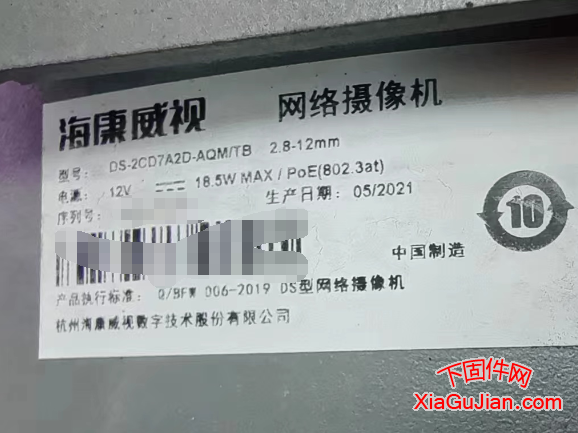 海康威视 网络摄像机
型号: DS-2CD7A2D-AQM/TB 2.8-12mm
电源: 12V 18.5W MAX / PoE(802.3at)
序列号: 生产日期: 05/2021
10
中国制造
产品执行标准: Q/BFW 006-2019 DS型网络摄像机
杭州海康威视数字技术股份有限公司
下固件网
XiaGuJian.com